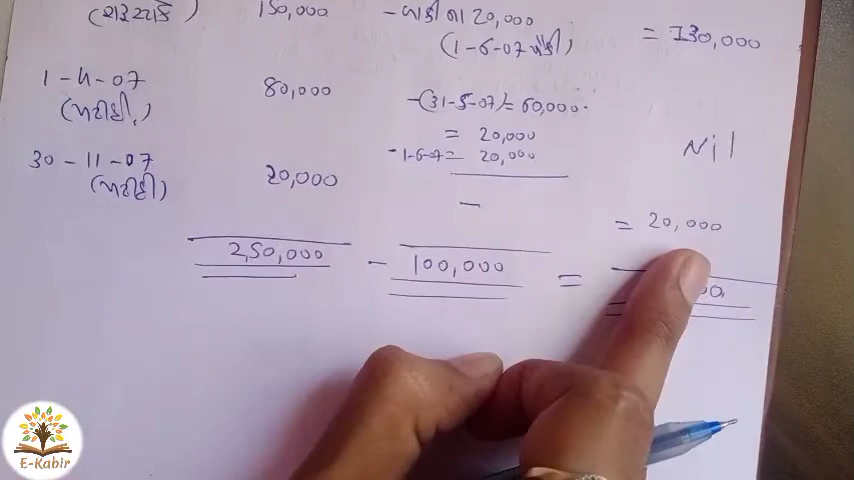 (શરૂસ્ટોક) 150,000 - બાકીના 20,000 = 130,000
(1-6-07 પછી)
1-4-07 80,000 -(31-5-07)= 60,000.
(ખરીદી) = 20,000 Nil
30-11-07 -1-6-07= 20,000
(ખરીદી) 20,000 — = 20,000
2,50,000 - 100,000 =
E-Kabir